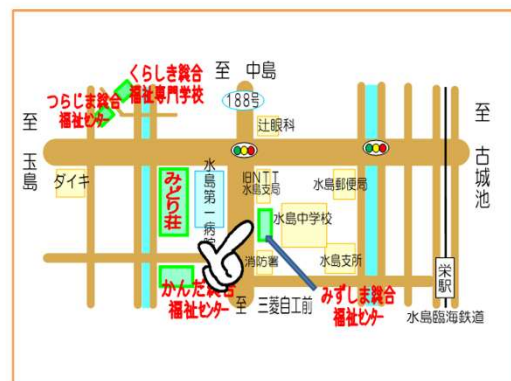 くらしき総合
福祉専門学校
至 中島
つらじま総合
福祉センター
188号
辻眼科
至 玉島
至 古城池
ダイキ
みどり荘
水島第一病院
旧NTT
水島支局
水島郵便局
水島中学校
消防署
水島支所
かんだ総合
福祉センター
至 三菱自工前
みずしま総合
福祉センター
栄駅
水島臨海鉄道